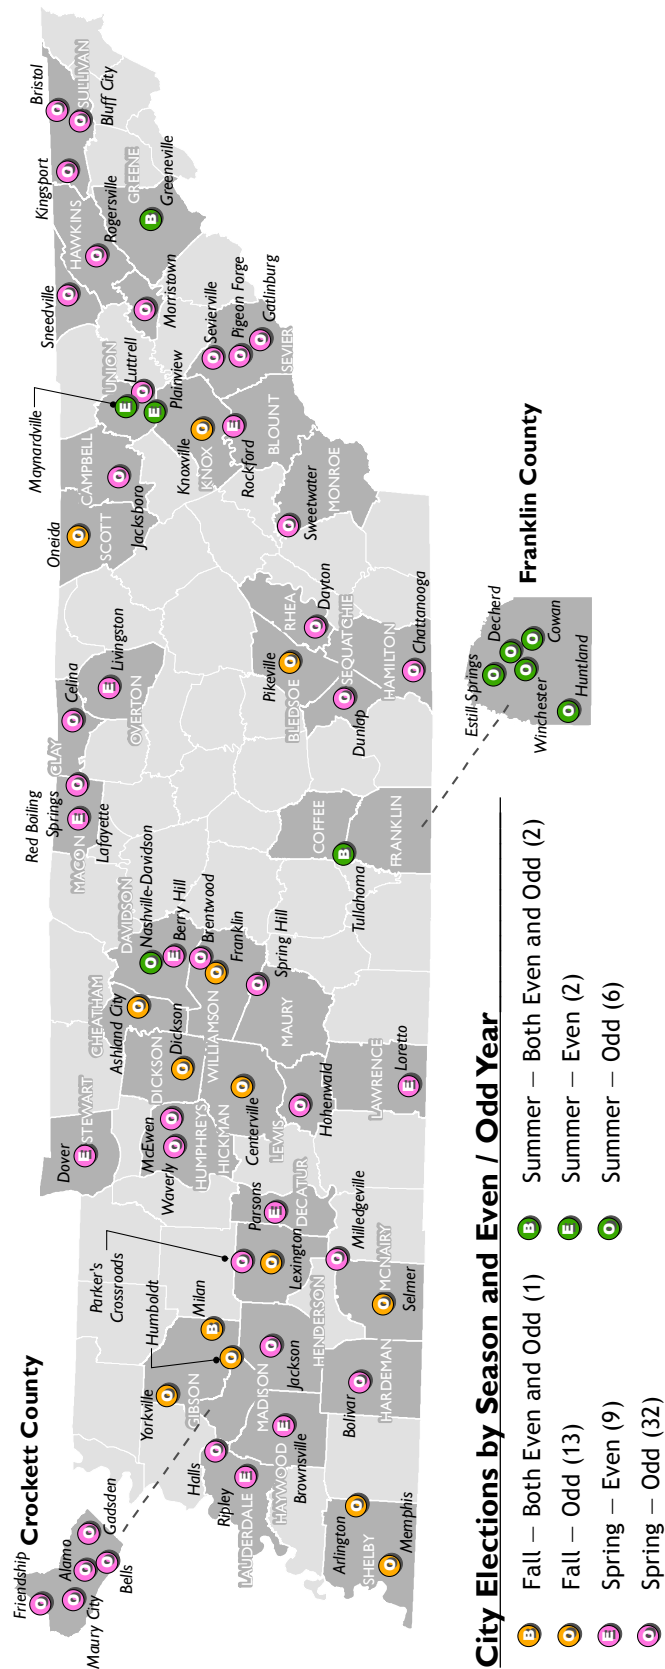 Crockett County
Friendship
Alamo
Maury City
Gadsden
Bells
Yorkville
GIBSON
Humboldt
Milan
Parker's
Crossroads
Halls
Ripley
LAUDERDALE
HAYWOOD
Brownsville
MADISON
Jackson
Lexington
HENDERSON
Arlington
SHELBY
Memphis
Bolivar
HARDEMAN
Selmer
MCNAIRY
Milledgeville
Parsons
DECATUR
Dover
STEWART
McEwen
Waverly
HUMPHREYS
HICKMAN
Centerville
LEWIS
Hohenwald
LAWRENCE
Loretto
CHEATHAM
Ashland City
DICKSON
Dickson
WILLIAMSON
MAURY
DAVIDSON
Nashville-Davidson
Berry Hill
Brentwood
Franklin
Spring Hill
Red Boiling
Springs
MACON
Lafayette
CLAY
Celina
Livingston
OVERTON
COFFEE
Tullahoma
FRANKLIN
Pikeville
BLEDSOE
Dunlap
SEQUATCHIE
RHEA
Dayton
HAMILTON
Chattanooga
Oneida
SCOTT
CAMPBELL
Jacksboro
Maynardville
UNION
Luttrell
Plainview
Knoxville
KNOX
Rockford
BLOUNT
Sweetwater
MONROE
Sevierville
Pigeon Forge
Gatlinburg
SEVIER
Sneedville
HAWKINS
Rogersville
Morristown
GREENE
Greeneville
Kingsport
Bristol
SULLIVAN
Bluff City
Franklin County
Estill Springs
Decherd
Winchester
Cowan
Huntland
City Elections by Season and Even / Odd Year
B Fall – Both Even and Odd (1)
O Fall – Odd (13)
E Spring – Even (9)
O Spring – Odd (32)
B Summer – Both Even and Odd (2)
E Summer – Even (2)
O Summer – Odd (6)